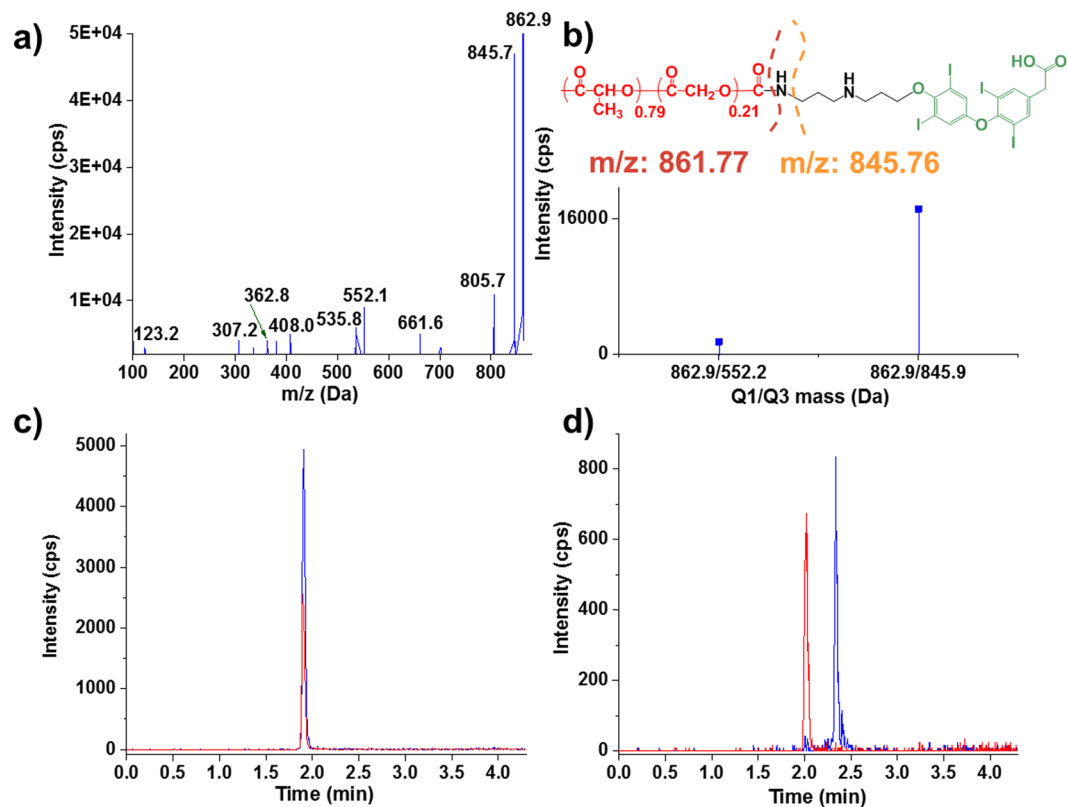 a)
5E+04
4E+04
3E+04
2E+04
1E+04
Intensity (cps)
862.9
845.7
805.7
661.6
552.1
535.8
408.0
362.8
307.2
123.2
100 200 300 400 500 600 700 800
m/z (Da)
b)
O O O H H O HO O
CH O CH₂ O N N I I
CH₃ 0.79 0.21 I O I
m/z: 861.77 m/z: 845.76
Intensity (cps)
16000
0
862.9/552.2 862.9/845.9
Q1/Q3 mass (Da)
c)
5000
4000
3000
2000
1000
0
Intensity (cps)
0.0 0.5 1.0 1.5 2.0 2.5 3.0 3.5 4.0
Time (min)
d)
800
600
400
200
0
Intensity (cps)
0.0 0.5 1.0 1.5 2.0 2.5 3.0 3.5 4.0
Time (min)